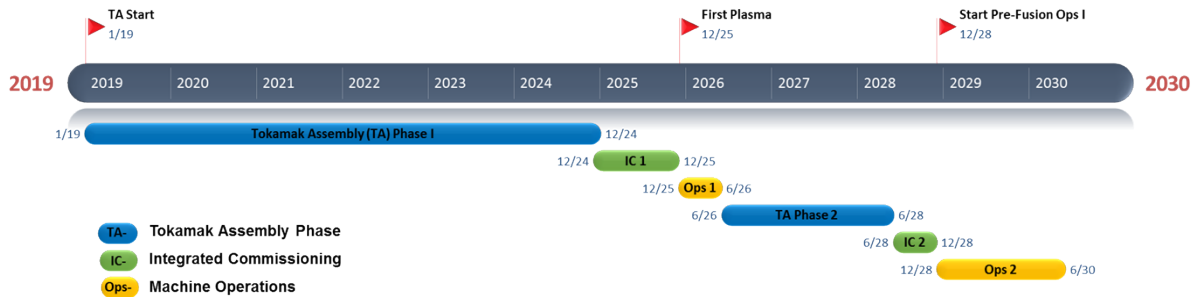 TA Start
1/19
First Plasma
12/25
Start Pre-Fusion Ops I
12/28
2019 2019 2020 2021 2022 2023 2024 2025 2026 2027 2028 2029 2030 2030
1/19 Tokamak Assembly (TA) Phase I 12/24
12/24 IC 1 12/25
12/25 Ops 1 6/26
6/26 TA Phase 2 6/28
TA- Tokamak Assembly Phase
6/28 IC 2 12/28
IC- Integrated Commissioning
12/28 Ops 2 6/30
Ops- Machine Operations